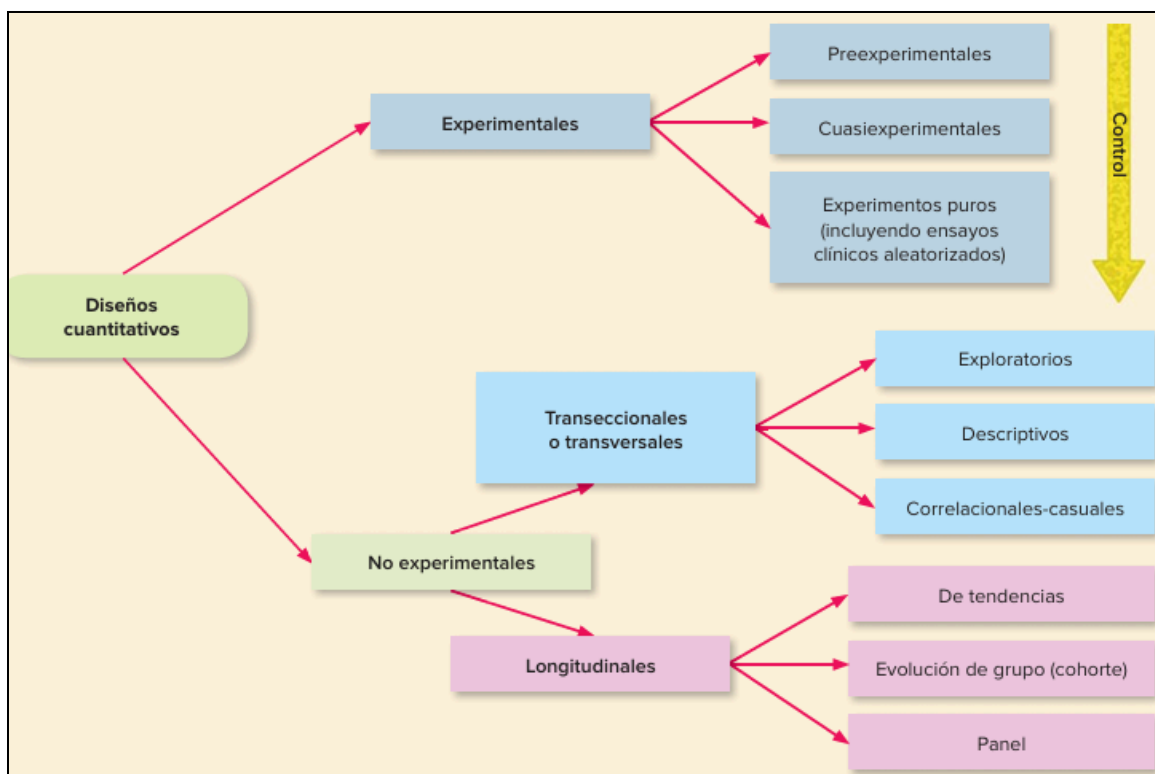 Preexperimentales
Experimentales
Cuasiexperimentales
Experimentos puros
(incluyendo ensayos
clínicos aleatorizados)
Control
Diseños
cuantitativos
Exploratorios
Transeccionales
o transversales
Descriptivos
Correlacionales-casuales
No experimentales
De tendencias
Longitudinales
Evolución de grupo (cohorte)
Panel